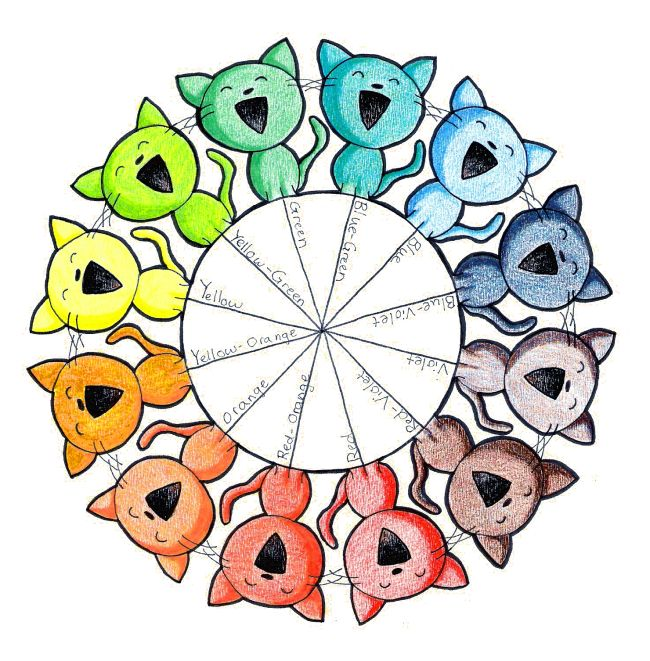 Green
Blue-Green
Blue
Blue-Violet
Violet
Red-Violet
Red
Red-Orange
Orange
Yellow-Orange
Yellow
Yellow-Green